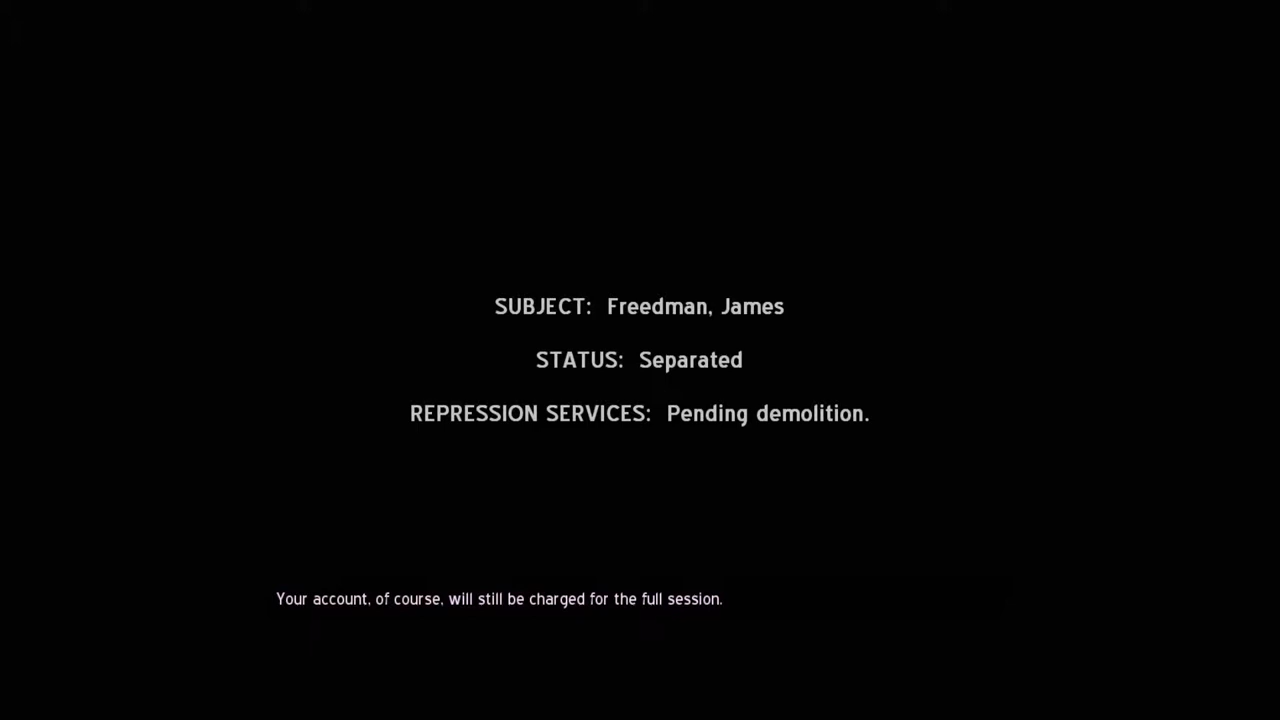 SUBJECT: Freedman, James
STATUS: Separated
REPRESSION SERVICES: Pending demolition.
Your account, of course, will still be charged for the full session.